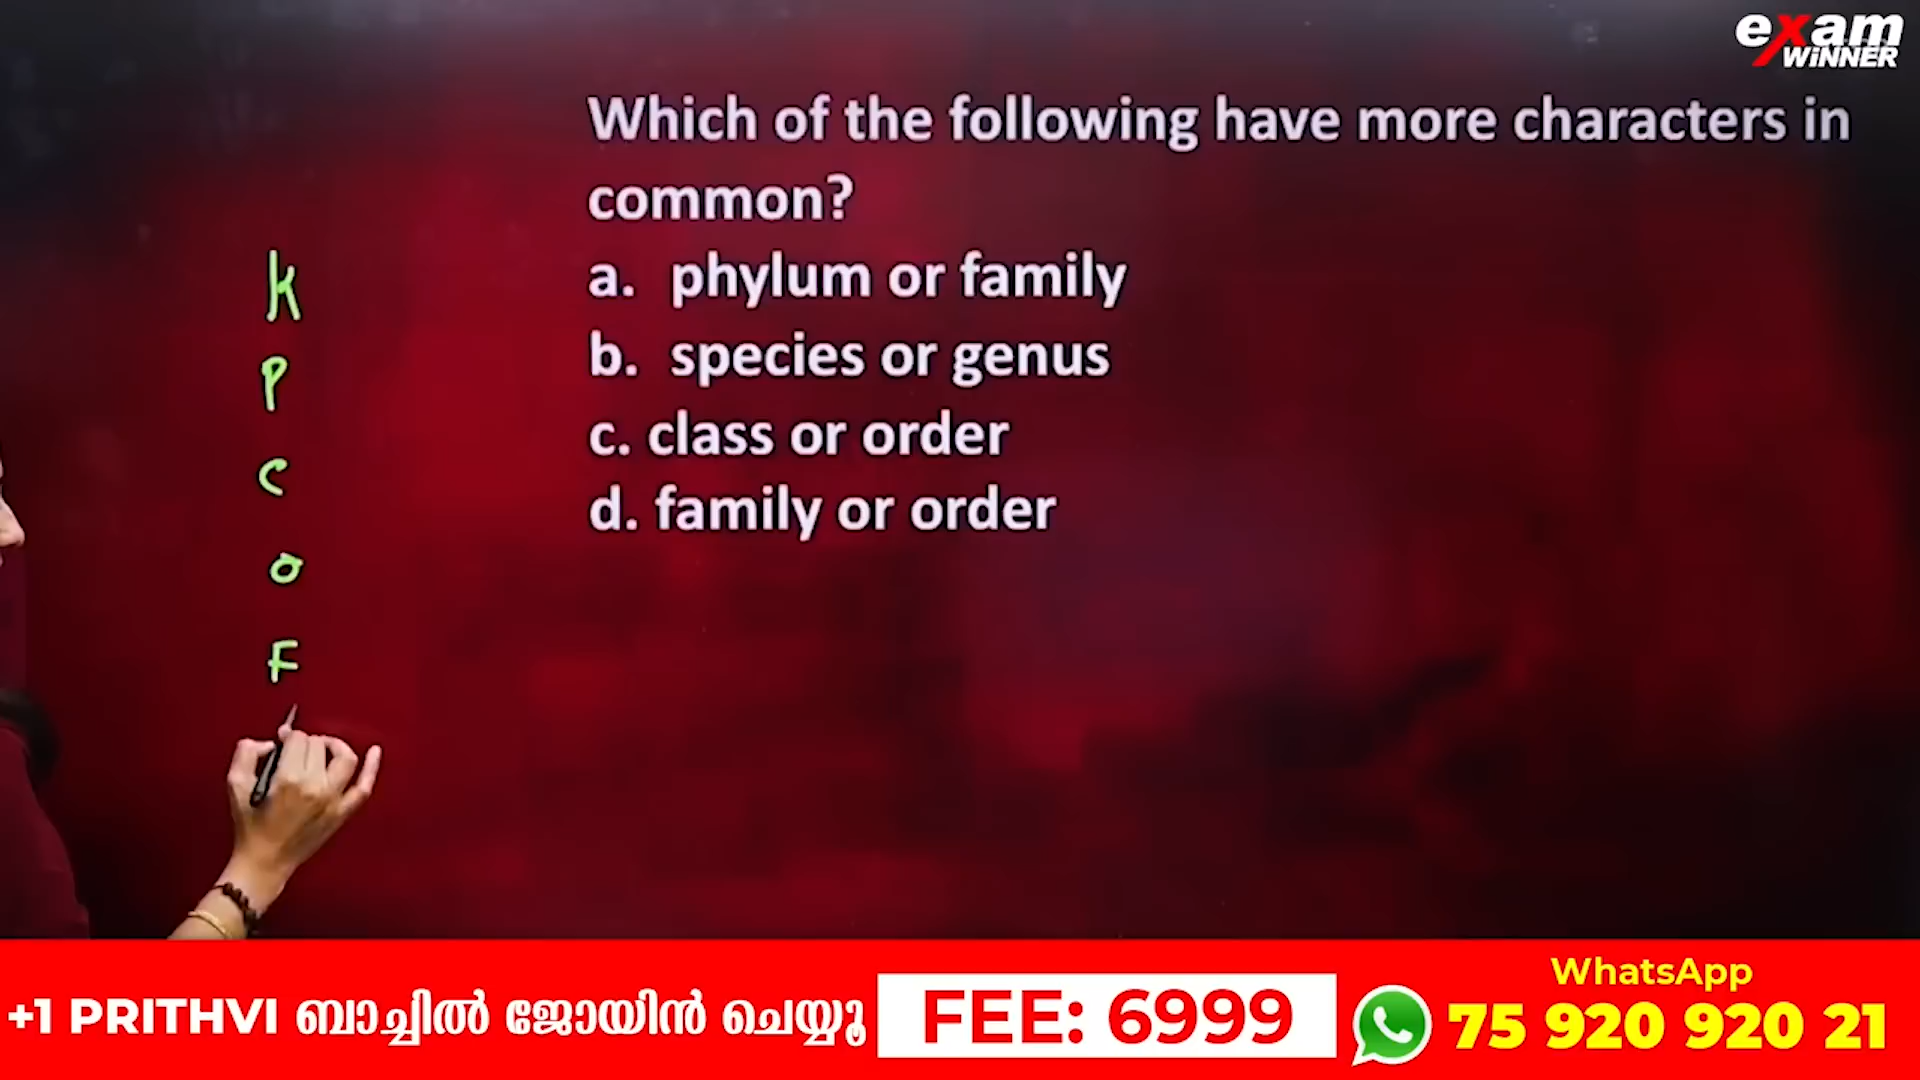 exam
WINNER
Which of the following have more characters in
common?
a. phylum or family
b. species or genus
c. class or order
d. family or order
K
P
C
O
F
+1 PRITHVI ബാച്ചിൽ ജോയിൻ ചെയ്യൂ
FEE: 6999
WhatsApp
75 920 920 21